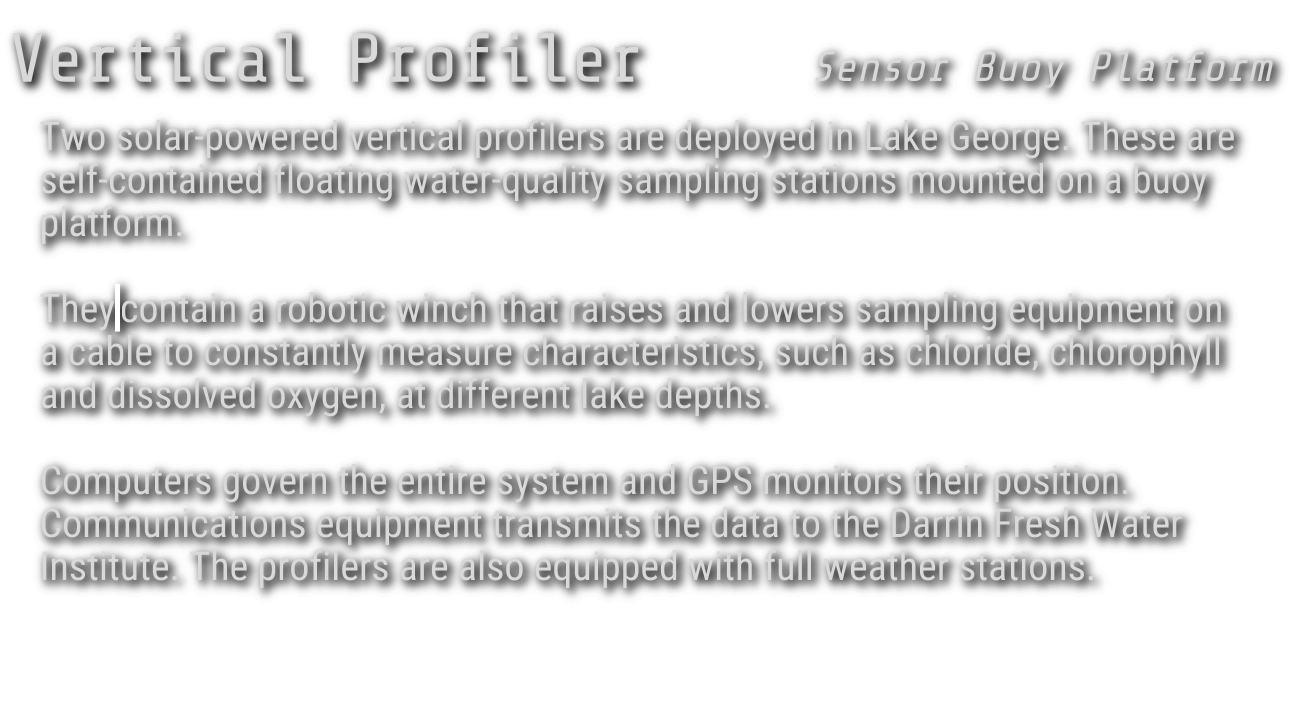 Vertical Profiler
Sensor Buoy Platform
Two solar-powered vertical profilers are deployed in Lake George. These are
self-contained floating water-quality sampling stations mounted on a buoy
platform.
They contain a robotic winch that raises and lowers sampling equipment on
a cable to constantly measure characteristics, such as chloride, chlorophyll
and dissolved oxygen, at different lake depths.
Computers govern the entire system and GPS monitors their position.
Communications equipment transmits the data to the Darrin Fresh Water
Institute. The profilers are also equipped with full weather stations.